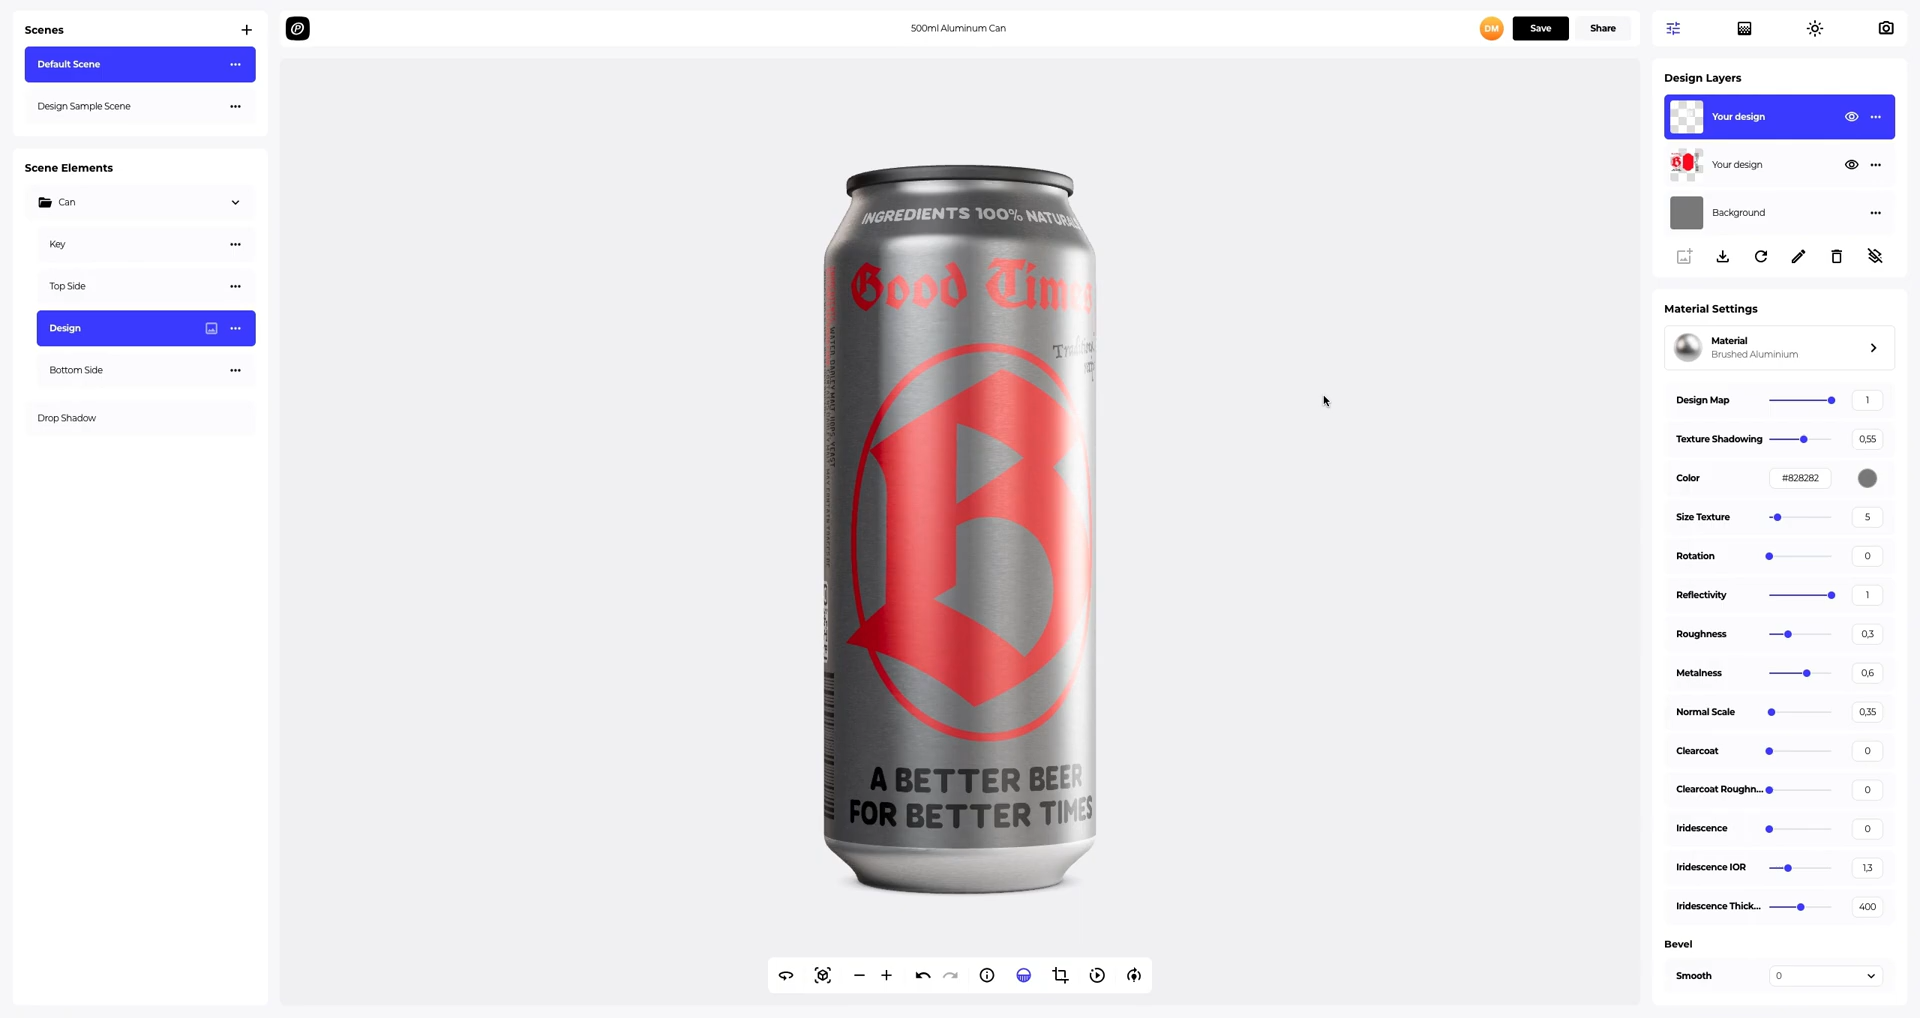 Scenes
Default Scene
Design Sample Scene
Scene Elements
Can
Key
Top Side
Design
Bottom Side
Drop Shadow
500ml Aluminum Can
DM
Save
Share
INGREDIENTS 100% NATURAL
Good Times
B
A BETTER BEER
FOR BETTER TIMES
Design Layers
Your design
Your design
Background
Material Settings
Material
Brushed Aluminium
Design Map 1
Texture Shadowing 0,55
Color #828282
Size Texture 5
Rotation 0
Reflectivity 1
Roughness 0,3
Metalness 0,6
Normal Scale 0,35
Clearcoat 0
Clearcoat Roughn... 0
Iridescence 0
Iridescence IOR 1,3
Iridescence Thick... 400
Bevel
Smooth 0